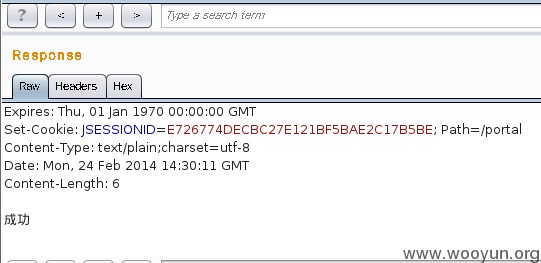 ? < + > Type a search term
Response
Raw Headers Hex
Expires: Thu, 01 Jan 1970 00:00:00 GMT
Set-Cookie: JSESSIONID=E726774DECBC27E121BF5BAE2C17B5BE; Path=/portal
Content-Type: text/plain;charset=utf-8
Date: Mon, 24 Feb 2014 14:30:11 GMT
Content-Length: 6
成功
www.wooyun.org